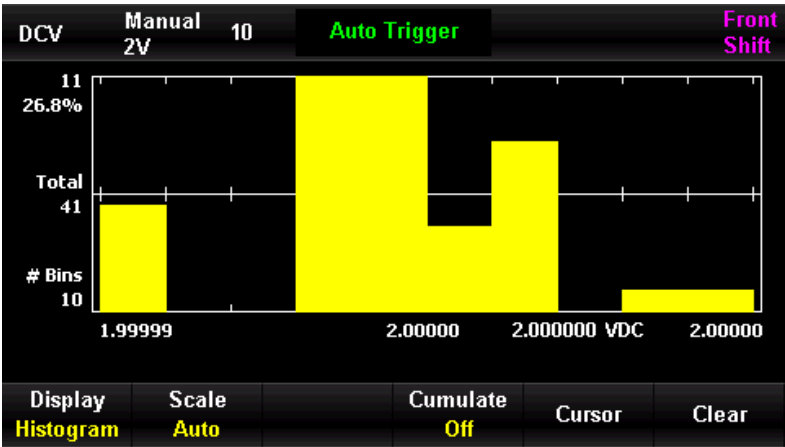 DCV Manual 10 Auto Trigger Front
2V Shift
11
26.8%
Total
41
# Bins
10
1.99999 2.00000 2.000000 VDC 2.00000
Display Scale Cumulate Cursor Clear
Histogram Auto Off